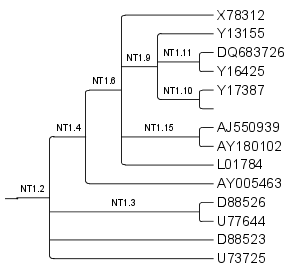 X78312
Y13155
NT1.11 DQ683726
NT1.9
Y16425
NT1.6
Y17387
NT1.10
NT1.15 AJ550939
NT1.4
AY180102
L01784
AY005463
NT1.2
NT1.3 D88526
U77644
D88523
U73725